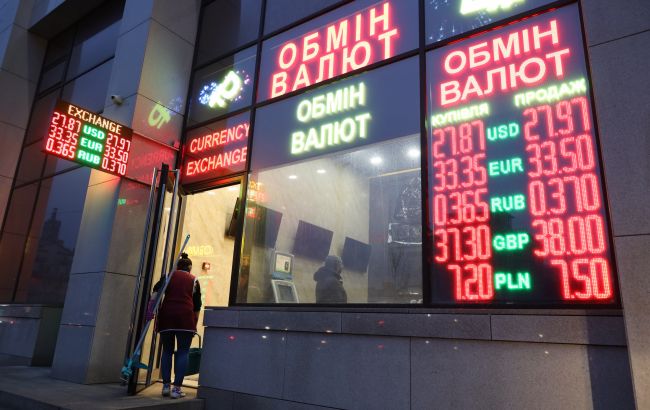 EXCHANGE
27.87 USD 27.97
33.35 EUR 33.50
0.365 RUB 0.370
CURRENCY
EXCHANGE
ОБМІН
ВАЛЮТ
ОБМІН
ВАЛЮТ
ОБМІН
ВАЛЮТ
КУПІВЛЯ ПРОДАЖ
27.87 USD 27.97
33.35 EUR 33.50
0.365 RUB 0.370
37.30 GBP 38.00
7.20 PLN 7.50